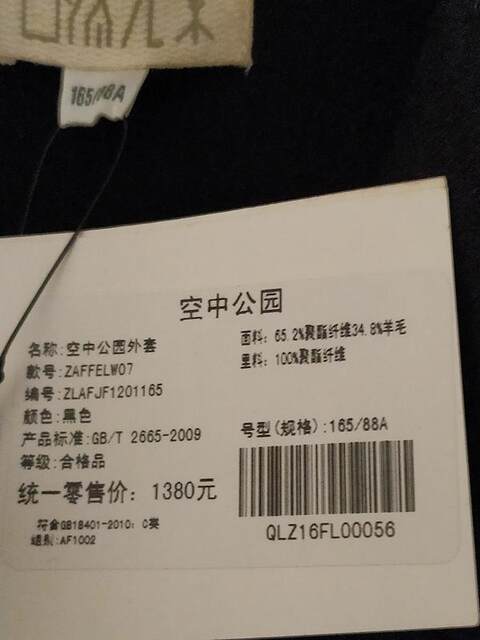 165/88A
空中公园
名称:空中公园外套
款号:ZAFFELW07
编号:ZLAFJF1201165
颜色:黑色
产品标准:GB/T 2665-2009
等级:合格品
统一零售价: 1380元
符合GB18401-2010: C类
组别:AF1002
面料: 65.2%聚酯纤维34.8%羊毛
里料: 100%聚酯纤维
号型(规格):165/88A
QLZ16FL00056